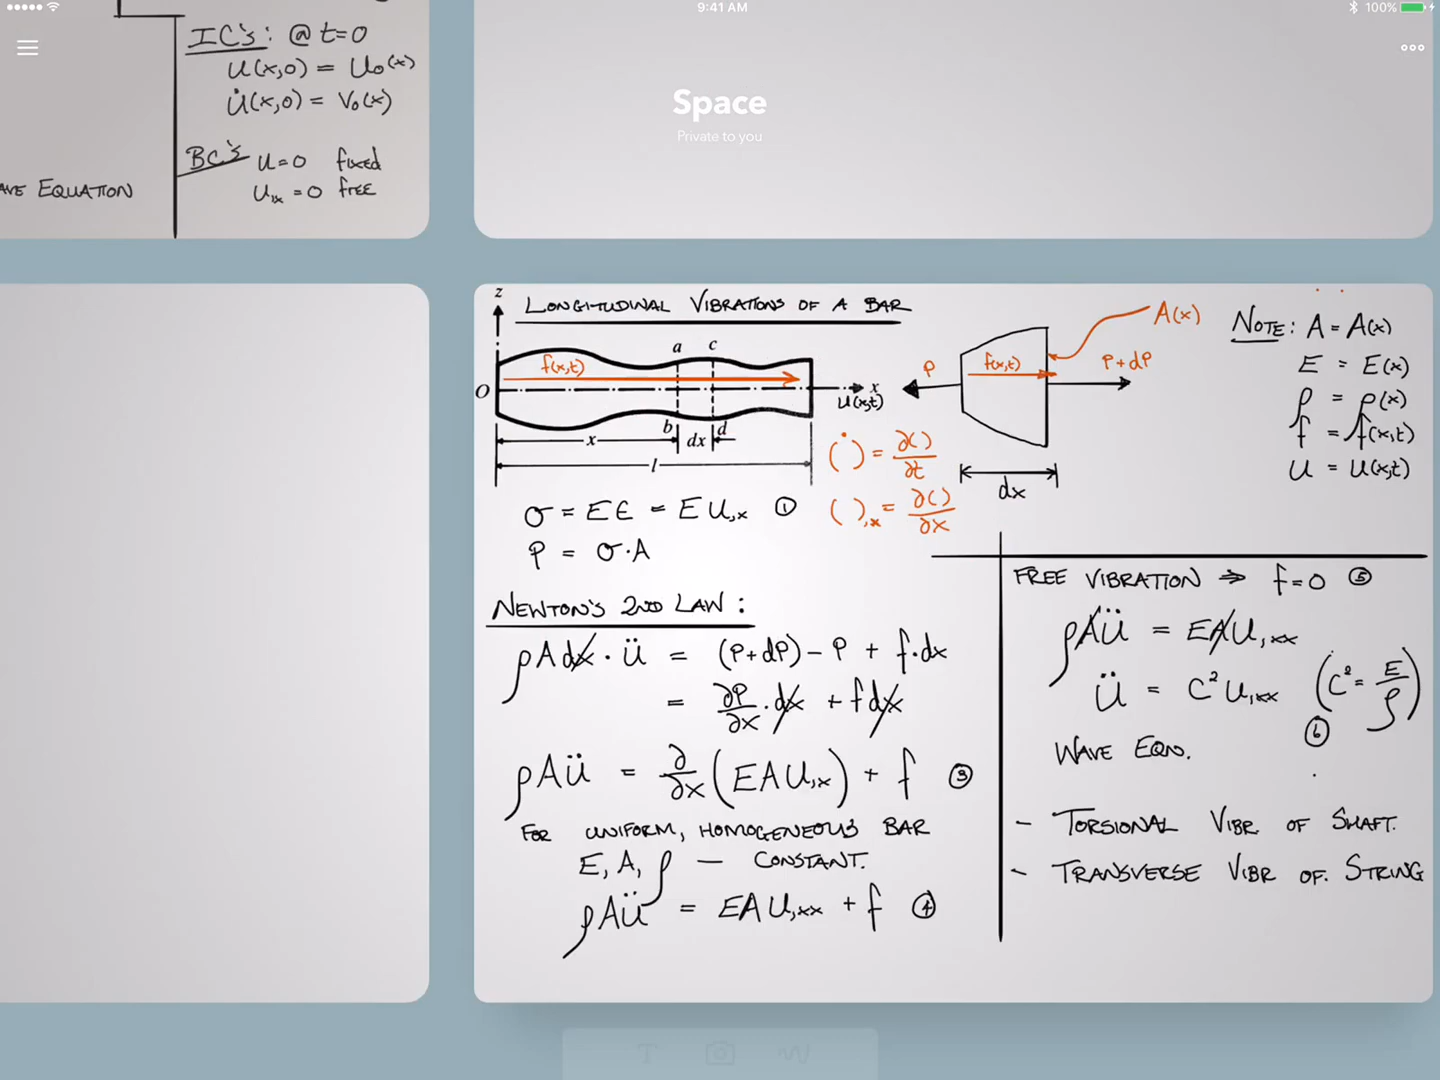 9:41 AM
100%
IC's: @ t=0
u(x,0) = u₀(x)
u̇(x,0) = v₀(x)
BC's u=0 fixed
u,x =0 free
AVE EQUATION
Space
Private to you
LONGITUDINAL VIBRATIONS OF A BAR
z
a c
f(x,t)
O
x
u(x,t)
b d
x dx
l
A(x)
P f(x,t) P+dP
dx
NOTE: A = A(x)
E = E(x)
ρ = ρ(x)
f = f(x,t)
u = u(x,t)
(˙) = ∂()/∂t
( ),x = ∂()/∂x
σ = Eϵ = E u,x ①
P = σ·A
NEWTON'S 2ND LAW :
ρ A dx · ü = (P+dP) − P + f·dx
= ∂P/∂x · dx + f dx
ρAü = ∂/∂x (EAu,x) + f ③
FOR UNIFORM, HOMOGENEOUS BAR
E, A, ρ — CONSTANT.
ρAü = EAu,xx + f ④
FREE VIBRATION ⇒ f=0 ⑤
ρAü = EAu,xx
ü = c² u,xx (c² = E/ρ)
⑥
WAVE EQN.
– TORSIONAL VIBR OF SHAFT.
– TRANSVERSE VIBR OF. STRING
T